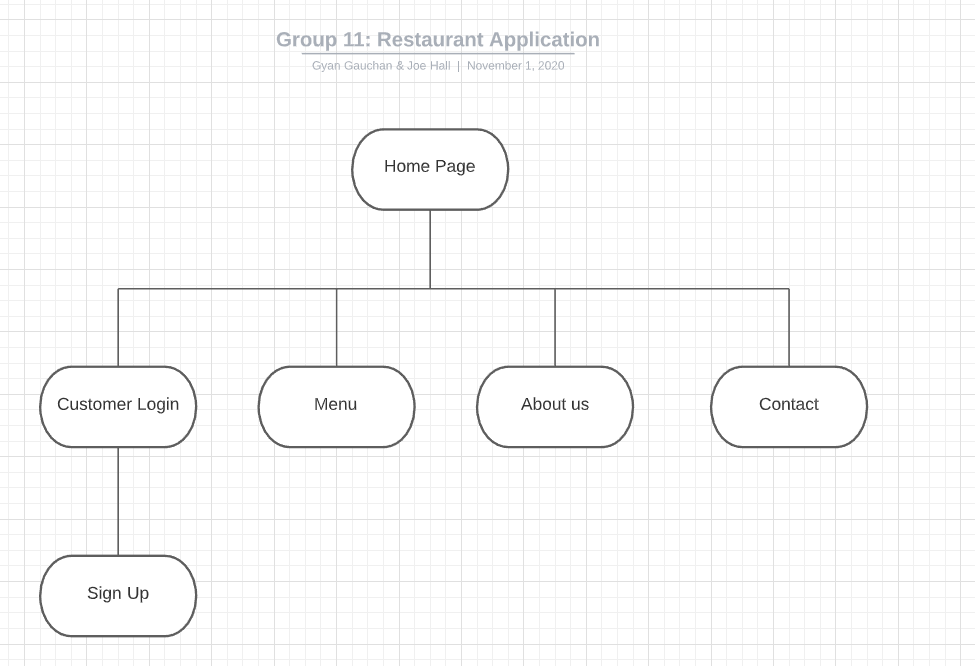 Group 11: Restaurant Application
Gyan Gauchan & Joe Hall | November 1, 2020
Home Page
Customer Login
Menu
About us
Contact
Sign Up